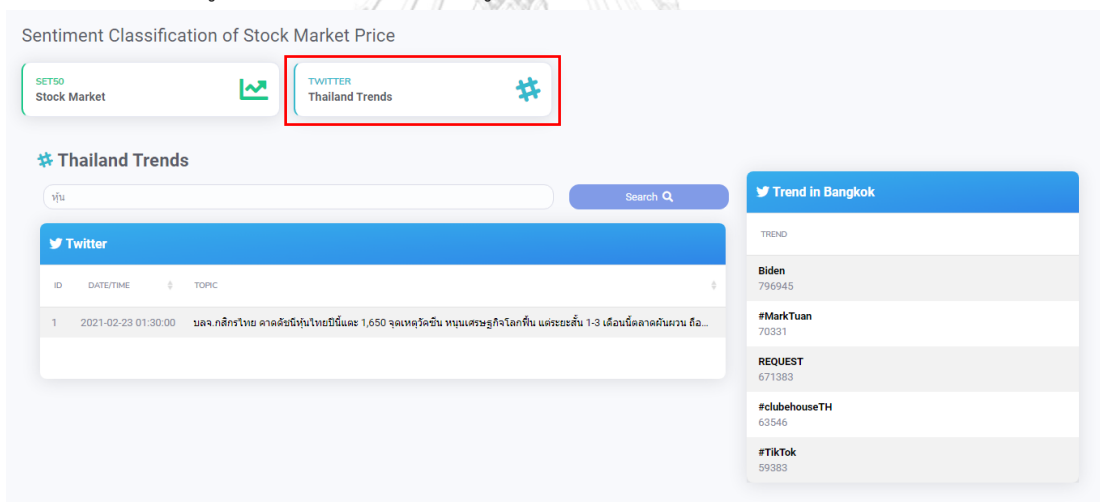 Sentiment Classification of Stock Market Price
SET50
Stock Market
TWITTER
Thailand Trends
Thailand Trends
หุ้น
Search
Twitter
ID DATE/TIME TOPIC
1 2021-02-23 01:30:00 บลจ.กสิกรไทย คาดดัชนีหุ้นไทยปีนี้แตะ 1,650 จุดเหตุวัคซีน หนุนเศรษฐกิจโลกฟื้น แต่ระยะสั้น 1-3 เดือนนี้ตลาดผันผวน ถือ...
Trend in Bangkok
TREND
Biden
796945
#MarkTuan
70331
REQUEST
671383
#clubehouseTH
63546
#TikTok
59383